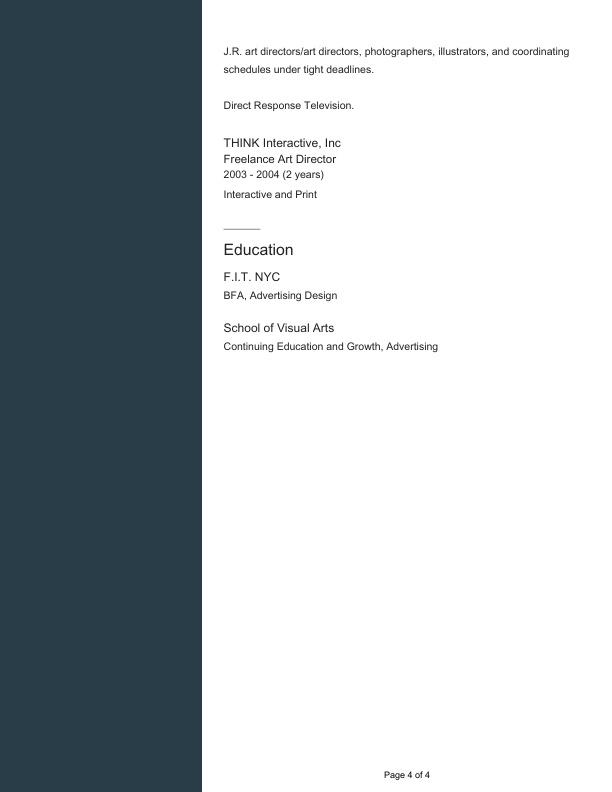 J.R. art directors/art directors, photographers, illustrators, and coordinating
schedules under tight deadlines.
Direct Response Television.
THINK Interactive, Inc
Freelance Art Director
2003 - 2004 (2 years)
Interactive and Print
Education
F.I.T. NYC
BFA, Advertising Design
School of Visual Arts
Continuing Education and Growth, Advertising
Page 4 of 4